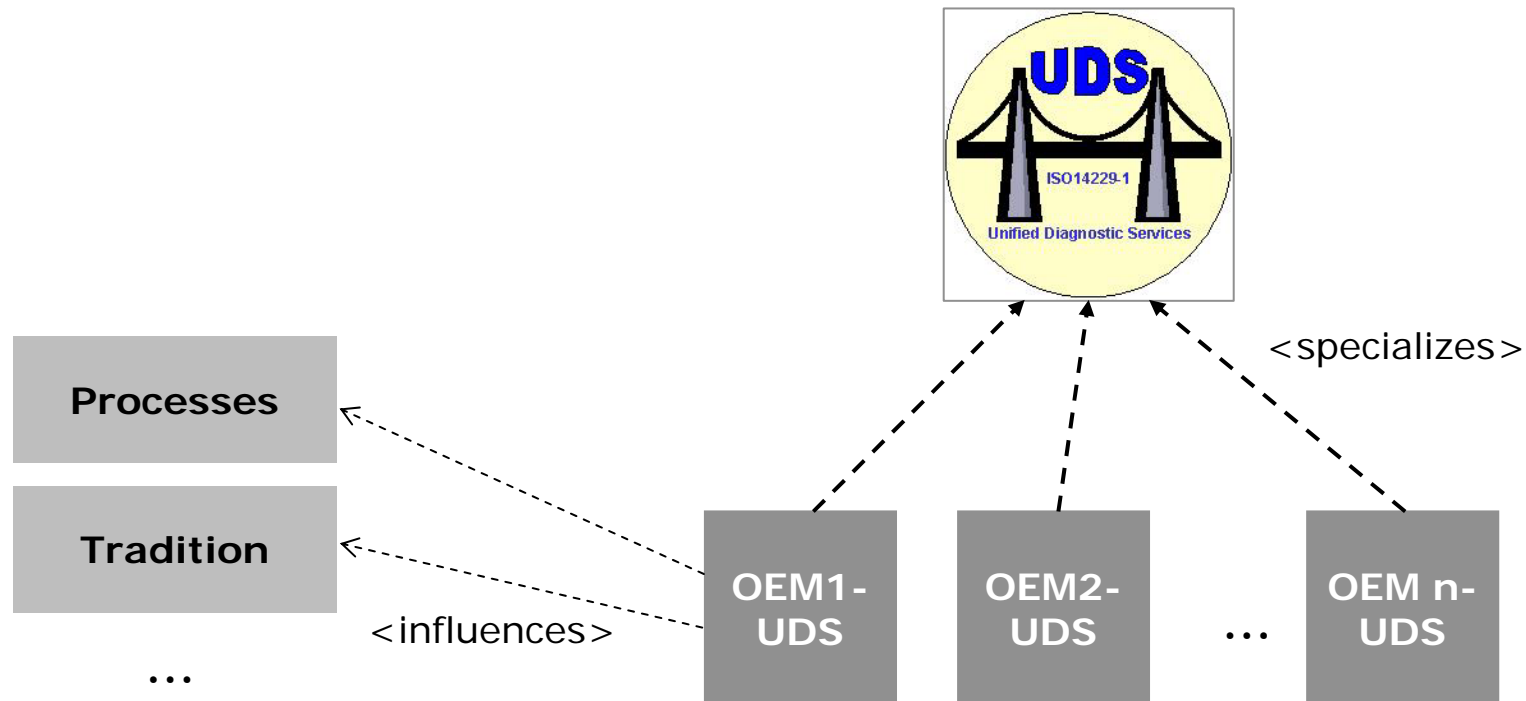 UDS
ISO14229-1
Unified Diagnostic Services
<specializes>
Processes
Tradition
...
<influences>
OEM1-
UDS
OEM2-
UDS
...
OEM n-
UDS